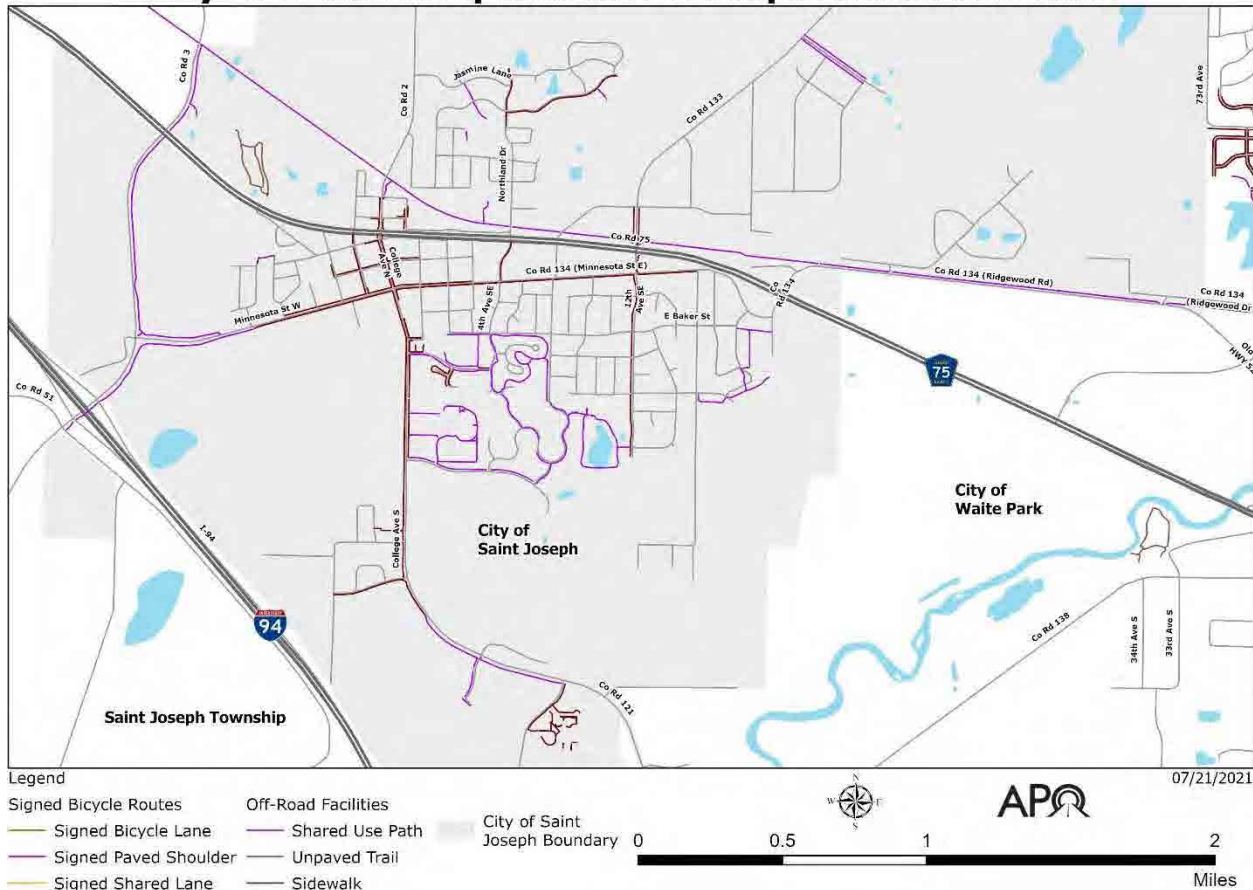 Co Rd 3
Co Rd 2
Jasmine Lane
Co Rd 133
73rd Ave
Northland Dr
College
Ave N
Co Rd 75
Co Rd 134 (Minnesota St E)
Co
Rd 134
Co Rd 134 (Ridgewood Rd)
Co Rd 134
(Ridgewood Dr
Minnesota St W
4th Ave SE
12th
Ave SE
E Baker St
HWY 52
Co Rd 51
75
I-94
College Ave S
City of
Saint Joseph
City of
Waite Park
94
Co Rd 138
34th Ave S
33rd Ave S
Co Rd 121
Saint Joseph Township
07/21/2021
Legend
Signed Bicycle Routes
Signed Bicycle Lane
Signed Paved Shoulder
Signed Shared Lane
Off-Road Facilities
Shared Use Path
Unpaved Trail
Sidewalk
City of Saint
Joseph Boundary
N
W E
S
APO
0 0.5 1 2
Miles